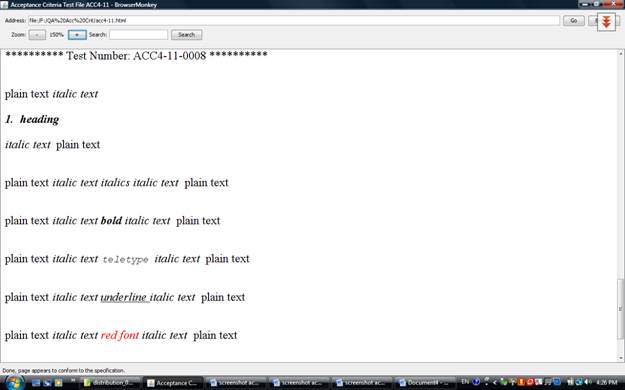 Acceptance Criteria Test File ACC4-11 - BrowserMonkey
Address: file:/F:/QA%20Acc%20Crit/acc4-11.html Go
Zoom: - 150% + Search: Search
********** Test Number: ACC4-11-0008 **********
plain text italic text
1. heading
italic text plain text
plain text italic text italics italic text plain text
plain text italic text bold italic text plain text
plain text italic text teletype italic text plain text
plain text italic text underline italic text plain text
plain text italic text red font italic text plain text
Done, page appears to conform to the specification.
distribution_0... Acceptance C... screenshot ac... screenshot ac... screenshot ac... Document4 - ... EN 4:26 PM